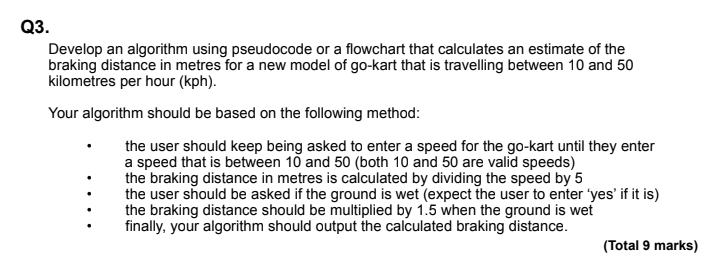 Q3.
Develop an algorithm using pseudocode or a flowchart that calculates an estimate of the
braking distance in metres for a new model of go-kart that is travelling between 10 and 50
kilometres per hour (kph).
Your algorithm should be based on the following method:
• the user should keep being asked to enter a speed for the go-kart until they enter
a speed that is between 10 and 50 (both 10 and 50 are valid speeds)
• the braking distance in metres is calculated by dividing the speed by 5
• the user should be asked if the ground is wet (expect the user to enter ‘yes’ if it is)
• the braking distance should be multiplied by 1.5 when the ground is wet
• finally, your algorithm should output the calculated braking distance.
(Total 9 marks)